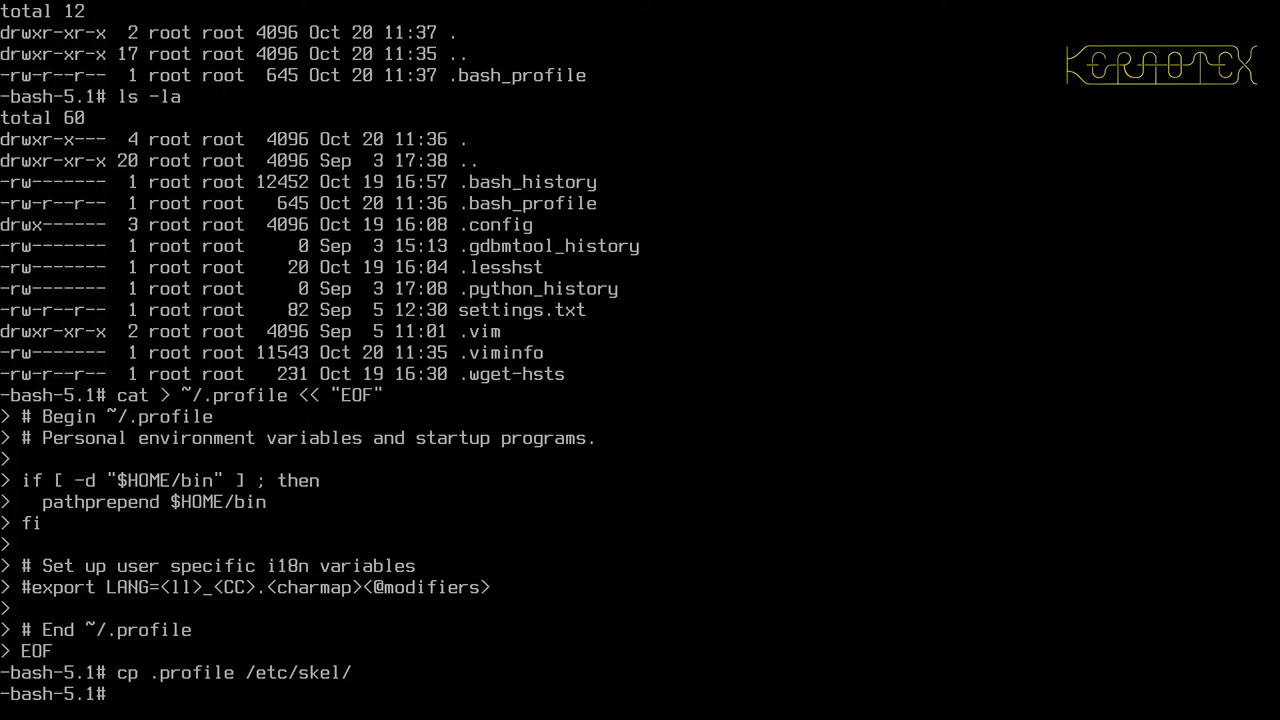 total 12
drwxr-xr-x  2 root root 4096 Oct 20 11:37 .
drwxr-xr-x 17 root root 4096 Oct 20 11:35 ..
-rw-r--r--  1 root root  645 Oct 20 11:37 .bash_profile
-bash-5.1# ls -la
total 60
drwxr-x---  4 root root  4096 Oct 20 11:36 .
drwxr-xr-x 20 root root  4096 Sep  3 17:38 ..
-rw-------  1 root root 12452 Oct 19 16:57 .bash_history
-rw-r--r--  1 root root   645 Oct 20 11:36 .bash_profile
drwx------  3 root root  4096 Oct 19 16:08 .config
-rw-------  1 root root     0 Sep  3 15:13 .gdbmtool_history
-rw-------  1 root root    20 Oct 19 16:04 .lesshst
-rw-------  1 root root     0 Sep  3 17:08 .python_history
-rw-r--r--  1 root root    82 Sep  5 12:30 settings.txt
drwxr-xr-x  2 root root  4096 Sep  5 11:01 .vim
-rw-------  1 root root 11543 Oct 20 11:35 .viminfo
-rw-r--r--  1 root root   231 Oct 19 16:30 .wget-hsts
-bash-5.1# cat > ~/.profile << "EOF"
> # Begin ~/.profile
> # Personal environment variables and startup programs.
>
> if [ -d "$HOME/bin" ] ; then
>   pathprepend $HOME/bin
> fi
>
> # Set up user specific i18n variables
> #export LANG=<ll>_<CC>.<charmap><@modifiers>
>
> # End ~/.profile
> EOF
-bash-5.1# cp .profile /etc/skel/
-bash-5.1#
KERNOTEX